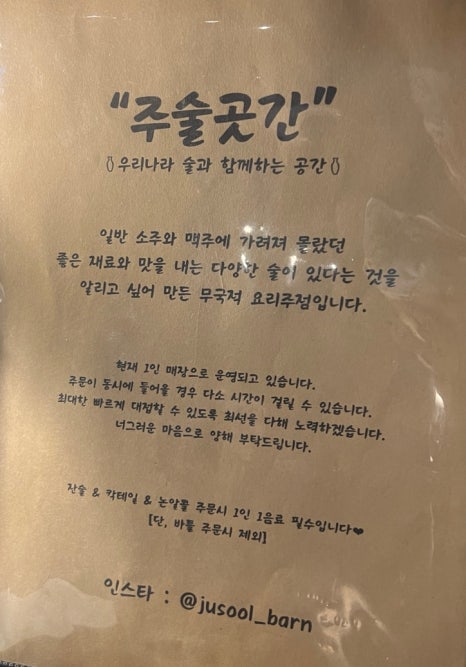 "주술곳간"
우리나라 술과 함께하는 공간
일반 소주와 맥주에 가려져 몰랐던
좋은 재료와 맛을 내는 다양한 술이 있다는 것을
알리고 싶어 만든 무국적 요리주점입니다.
현재 1인 매장으로 운영되고 있습니다.
주문이 동시에 들어올 경우 다소 시간이 걸릴 수 있습니다.
최대한 빠르게 대접할 수 있도록 최선을 다해 노력하겠습니다.
너그러운 마음으로 양해 부탁드립니다.
잔술 & 칵테일 & 논알콜 주문시 1인 1음료 필수입니다❤
[단, 바틀 주문시 제외]
인스타 : @jusool_barn